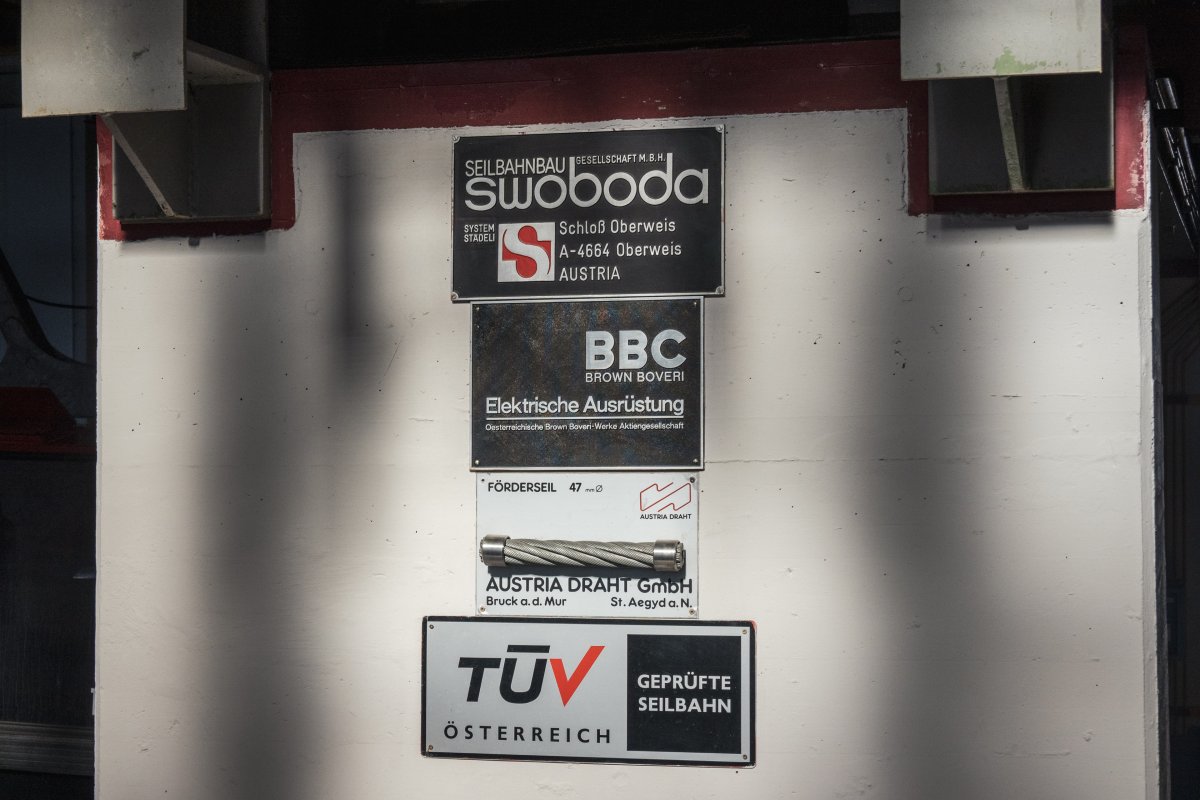 SEILBAHNBAU GESELLSCHAFT M.B.H.
swoboda
SYSTEM
STÄDELI
S
Schloß Oberweis
A-4664 Oberweis
AUSTRIA
BBC
BROWN BOVERI
Elektrische Ausrüstung
Oesterreichische Brown Boveri-Werke Aktiengesellschaft
FÖRDERSEIL 47 mm Ø
AUSTRIA DRAHT
AUSTRIA DRAHT GmbH
Bruck a. d. Mur St. Aegyd a. N.
TÜV
ÖSTERREICH
GEPRÜFTE
SEILBAHN